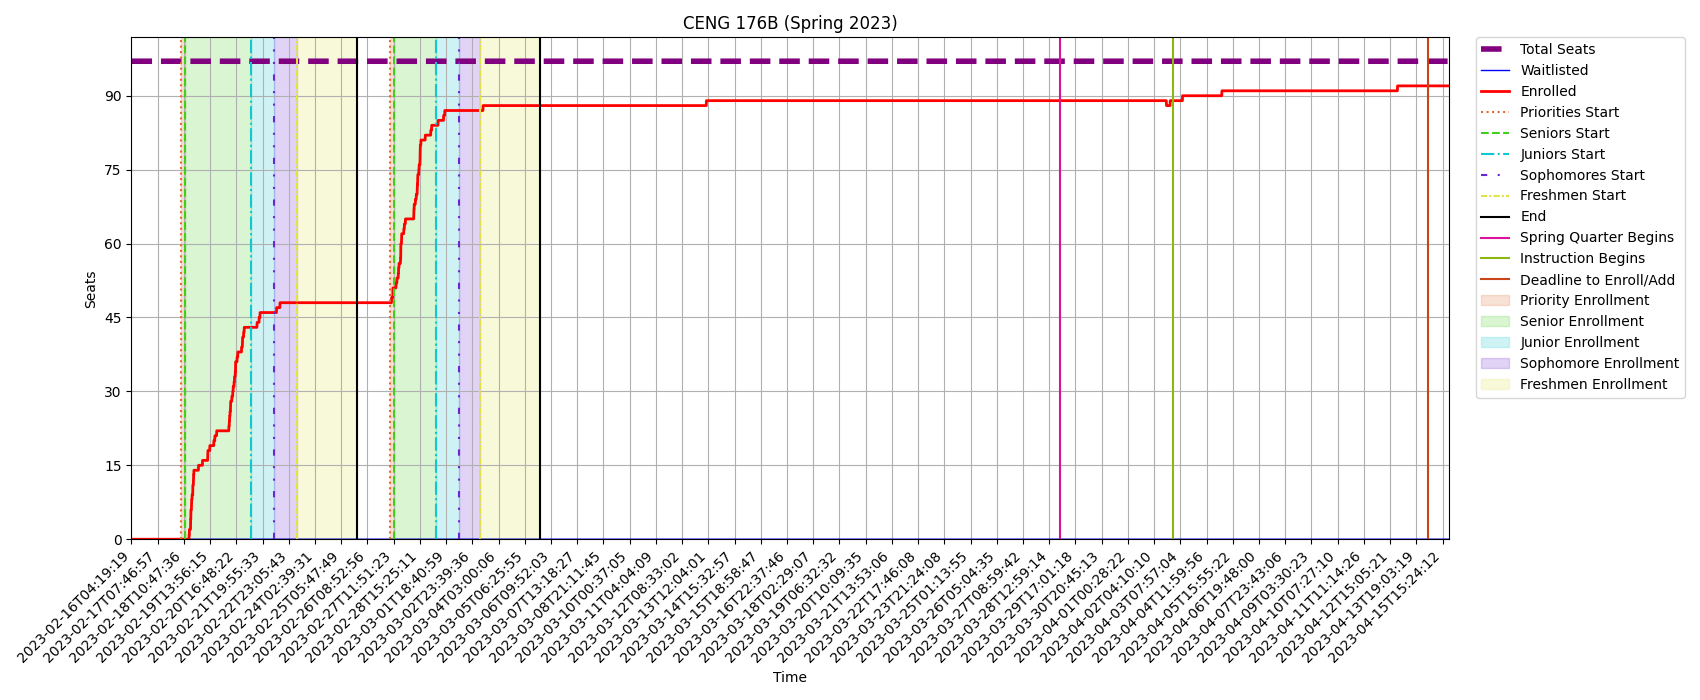 CENG 176B (Spring 2023)
Seats
90
75
60
45
30
15
0
2023-02-16T04:19:19
2023-02-17T07:46:57
2023-02-18T10:47:36
2023-02-19T13:56:15
2023-02-20T16:48:22
2023-02-21T19:55:33
2023-02-22T23:05:43
2023-02-24T02:39:31
2023-02-25T05:47:49
2023-02-26T08:52:56
2023-02-27T11:51:23
2023-02-28T15:25:11
2023-03-01T18:40:59
2023-03-02T23:39:36
2023-03-04T03:00:06
2023-03-05T06:25:55
2023-03-06T09:52:03
2023-03-07T13:18:27
2023-03-08T21:11:45
2023-03-10T00:37:05
2023-03-11T04:04:09
2023-03-12T08:33:02
2023-03-13T12:04:01
2023-03-14T15:32:57
2023-03-15T18:58:47
2023-03-16T22:37:46
2023-03-18T02:29:07
2023-03-19T06:32:32
2023-03-20T10:09:35
2023-03-21T13:53:06
2023-03-22T17:46:08
2023-03-23T21:24:08
2023-03-25T01:13:55
2023-03-26T05:04:35
2023-03-27T08:59:42
2023-03-28T12:59:14
2023-03-29T17:01:18
2023-03-30T20:45:13
2023-04-01T00:28:22
2023-04-02T04:10:10
2023-04-03T07:57:04
2023-04-04T11:59:56
2023-04-05T15:55:22
2023-04-06T19:48:00
2023-04-07T23:43:06
2023-04-09T03:30:23
2023-04-10T07:27:10
2023-04-11T11:14:26
2023-04-12T15:05:21
2023-04-13T19:03:19
2023-04-15T15:24:12
Time
Total Seats
Waitlisted
Enrolled
Priorities Start
Seniors Start
Juniors Start
Sophomores Start
Freshmen Start
End
Spring Quarter Begins
Instruction Begins
Deadline to Enroll/Add
Priority Enrollment
Senior Enrollment
Junior Enrollment
Sophomore Enrollment
Freshmen Enrollment